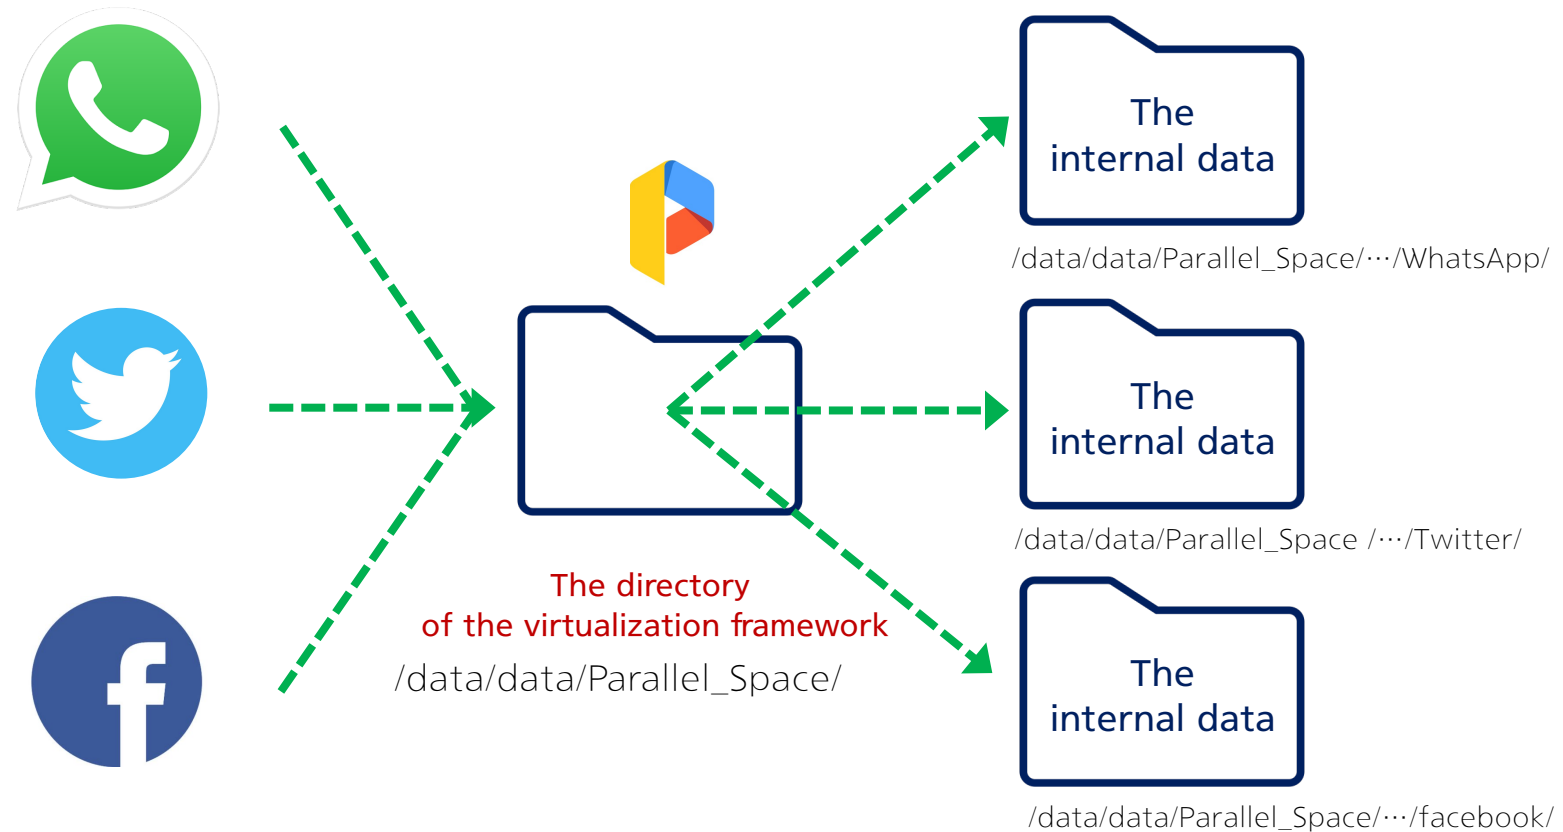 The
internal data
/data/data/Parallel_Space/…/WhatsApp/
The
internal data
/data/data/Parallel_Space /…/Twitter/
The directory
of the virtualization framework
/data/data/Parallel_Space/
The
internal data
/data/data/Parallel_Space/…/facebook/